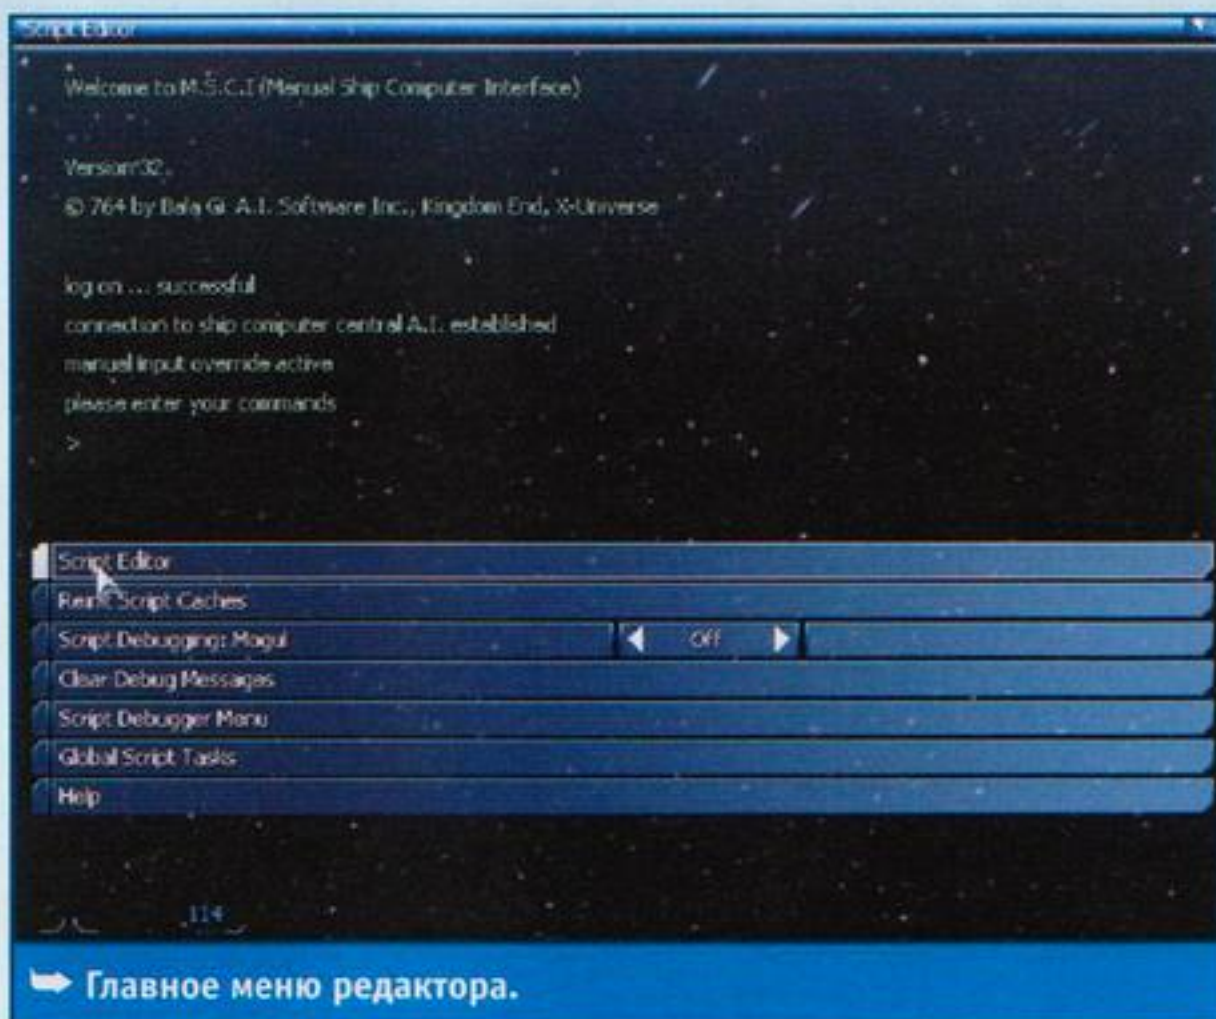 Script Editor
Welcome to M.S.C.I (Manual Ship Computer Interface)
Version 32
© 764 by Bala Gi A.I. Software Inc., Kingdom End, X-Universe
log on ... successful
connection to ship computer central A.I. established
manual input override active
please enter your commands
>
Script Editor
Reinit Script Caches
Script Debugging: Mogul
Off
Clear Debug Messages
Script Debugger Menu
Global Script Tasks
Help
114
Главное меню редактора.